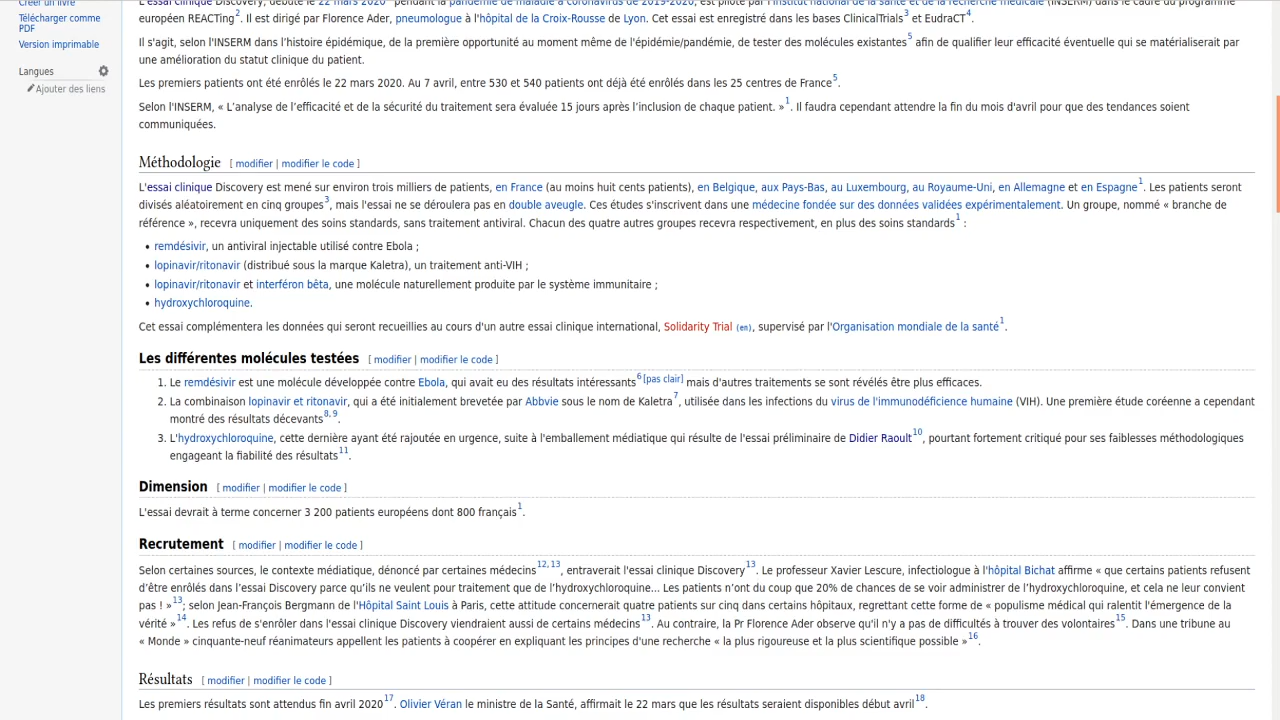 Créer un livre
Télécharger comme
PDF
Version imprimable
Langues
Ajouter des liens
L'essai clinique Discovery, débuté le 22 mars 2020 pendant la pandémie de maladie à coronavirus de 2019-2020, est piloté par l'Institut national de la santé et de la recherche médicale (INSERM) dans le cadre du programme
européen REACTing2. Il est dirigé par Florence Ader, pneumologue à l'hôpital de la Croix-Rousse de Lyon. Cet essai est enregistré dans les bases ClinicalTrials3 et EudraCT4.
Il s'agit, selon l'INSERM dans l’histoire épidémique, de la première opportunité au moment même de l'épidémie/pandémie, de tester des molécules existantes5 afin de qualifier leur efficacité éventuelle qui se matérialiserait par
une amélioration du statut clinique du patient.
Les premiers patients ont été enrôlés le 22 mars 2020. Au 7 avril, entre 530 et 540 patients ont déjà été enrôlés dans les 25 centres de France5.
Selon l'INSERM, « L’analyse de l’efficacité et de la sécurité du traitement sera évaluée 15 jours après l’inclusion de chaque patient. »1. Il faudra cependant attendre la fin du mois d'avril pour que des tendances soient
communiquées.
Méthodologie [ modifier | modifier le code ]
L'essai clinique Discovery est mené sur environ trois milliers de patients, en France (au moins huit cents patients), en Belgique, aux Pays-Bas, au Luxembourg, au Royaume-Uni, en Allemagne et en Espagne1. Les patients seront
divisés aléatoirement en cinq groupes3, mais l'essai ne se déroulera pas en double aveugle. Ces études s'inscrivent dans une médecine fondée sur des données validées expérimentalement. Un groupe, nommé « branche de
référence », recevra uniquement des soins standards, sans traitement antiviral. Chacun des quatre autres groupes recevra respectivement, en plus des soins standards1 :
• remdésivir, un antiviral injectable utilisé contre Ebola ;
• lopinavir/ritonavir (distribué sous la marque Kaletra), un traitement anti-VIH ;
• lopinavir/ritonavir et interféron bêta, une molécule naturellement produite par le système immunitaire ;
• hydroxychloroquine.
Cet essai complémentera les données qui seront recueillies au cours d'un autre essai clinique international, Solidarity Trial (en), supervisé par l'Organisation mondiale de la santé1.
Les différentes molécules testées [ modifier | modifier le code ]
1. Le remdésivir est une molécule développée contre Ebola, qui avait eu des résultats intéressants6 [pas clair] mais d'autres traitements se sont révélés être plus efficaces.
2. La combinaison lopinavir et ritonavir, qui a été initialement brevetée par Abbvie sous le nom de Kaletra7, utilisée dans les infections du virus de l'immunodéficience humaine (VIH). Une première étude coréenne a cependant
montré des résultats décevants8, 9.
3. L'hydroxychloroquine, cette dernière ayant été rajoutée en urgence, suite à l'emballement médiatique qui résulte de l'essai préliminaire de Didier Raoult10, pourtant fortement critiqué pour ses faiblesses méthodologiques
engageant la fiabilité des résultats11.
Dimension [ modifier | modifier le code ]
L'essai devrait à terme concerner 3 200 patients européens dont 800 français1.
Recrutement [ modifier | modifier le code ]
Selon certaines sources, le contexte médiatique, dénoncé par certaines médecins12, 13, entraverait l'essai clinique Discovery13. Le professeur Xavier Lescure, infectiologue à l'hôpital Bichat affirme « que certains patients refusent
d’être enrôlés dans l’essai Discovery parce qu’ils ne veulent pour traitement que de l’hydroxychloroquine... Les patients n’ont du coup que 20% de chances de se voir administrer de l’hydroxychloroquine, et cela ne leur convient
pas ! »13; selon Jean-François Bergmann de l'Hôpital Saint Louis à Paris, cette attitude concernerait quatre patients sur cinq dans certains hôpitaux, regrettant cette forme de « populisme médical qui ralentit l'émergence de la
vérité »14. Les refus de s'enrôler dans l'essai clinique Discovery viendraient aussi de certains médecins13. Au contraire, la Pr Florence Ader observe qu'il n'y a pas de difficultés à trouver des volontaires15. Dans une tribune au
« Monde » cinquante-neuf réanimateurs appellent les patients à coopérer en expliquant les principes d'une recherche « la plus rigoureuse et la plus scientifique possible »16.
Résultats [ modifier | modifier le code ]
Les premiers résultats sont attendus fin avril 202017. Olivier Véran le ministre de la Santé, affirmait le 22 mars que les résultats seraient disponibles début avril18.